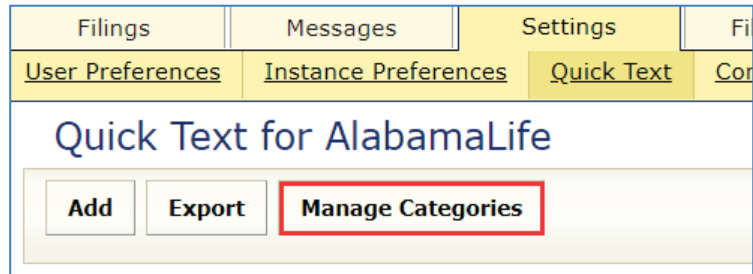 Filings Messages Settings
User Preferences Instance Preferences Quick Text
Quick Text for AlabamaLife
Add Export Manage Categories